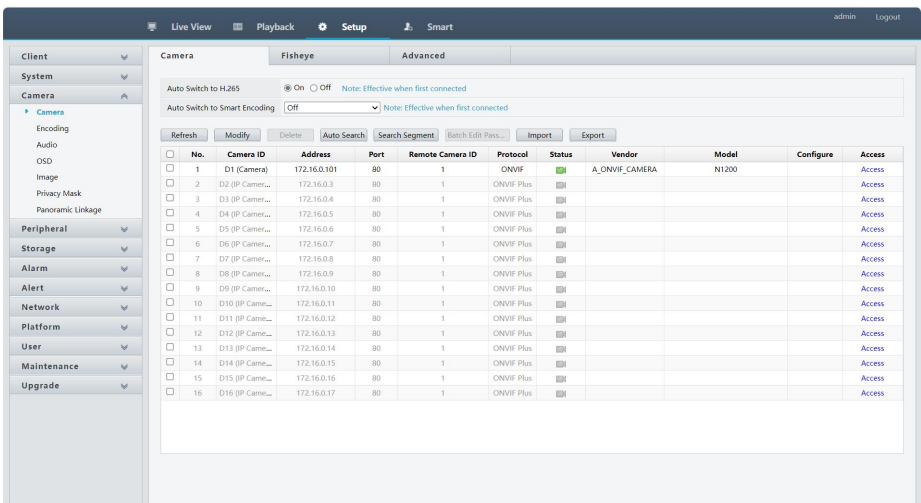 admin Logout
Live View Playback Setup Smart
Client
System
Camera
Camera
Encoding
Audio
OSD
Image
Privacy Mask
Panoramic Linkage
Peripheral
Storage
Alarm
Alert
Network
Platform
User
Maintenance
Upgrade
Camera Fisheye Advanced
Auto Switch to H.265 On Off Note: Effective when first connected
Auto Switch to Smart Encoding Off Note: Effective when first connected
Refresh Modify Delete Auto Search Search Segment Batch Edit Pass... Import Export
No. Camera ID Address Port Remote Camera ID Protocol Status Vendor Model Configure Access
1 D1 (Camera) 172.16.0.101 80 1 ONVIF A_ONVIF_CAMERA N1200 Access
2 D2 (IP Camer... 172.16.0.3 80 1 ONVIF Plus Access
3 D3 (IP Camer... 172.16.0.4 80 1 ONVIF Plus Access
4 D4 (IP Camer... 172.16.0.5 80 1 ONVIF Plus Access
5 D5 (IP Camer... 172.16.0.6 80 1 ONVIF Plus Access
6 D6 (IP Camer... 172.16.0.7 80 1 ONVIF Plus Access
7 D7 (IP Camer... 172.16.0.8 80 1 ONVIF Plus Access
8 D8 (IP Camer... 172.16.0.9 80 1 ONVIF Plus Access
9 D9 (IP Camer... 172.16.0.10 80 1 ONVIF Plus Access
10 D10 (IP Came... 172.16.0.11 80 1 ONVIF Plus Access
11 D11 (IP Came... 172.16.0.12 80 1 ONVIF Plus Access
12 D12 (IP Came... 172.16.0.13 80 1 ONVIF Plus Access
13 D13 (IP Came... 172.16.0.14 80 1 ONVIF Plus Access
14 D14 (IP Came... 172.16.0.15 80 1 ONVIF Plus Access
15 D15 (IP Came... 172.16.0.16 80 1 ONVIF Plus Access
16 D16 (IP Came... 172.16.0.17 80 1 ONVIF Plus Access